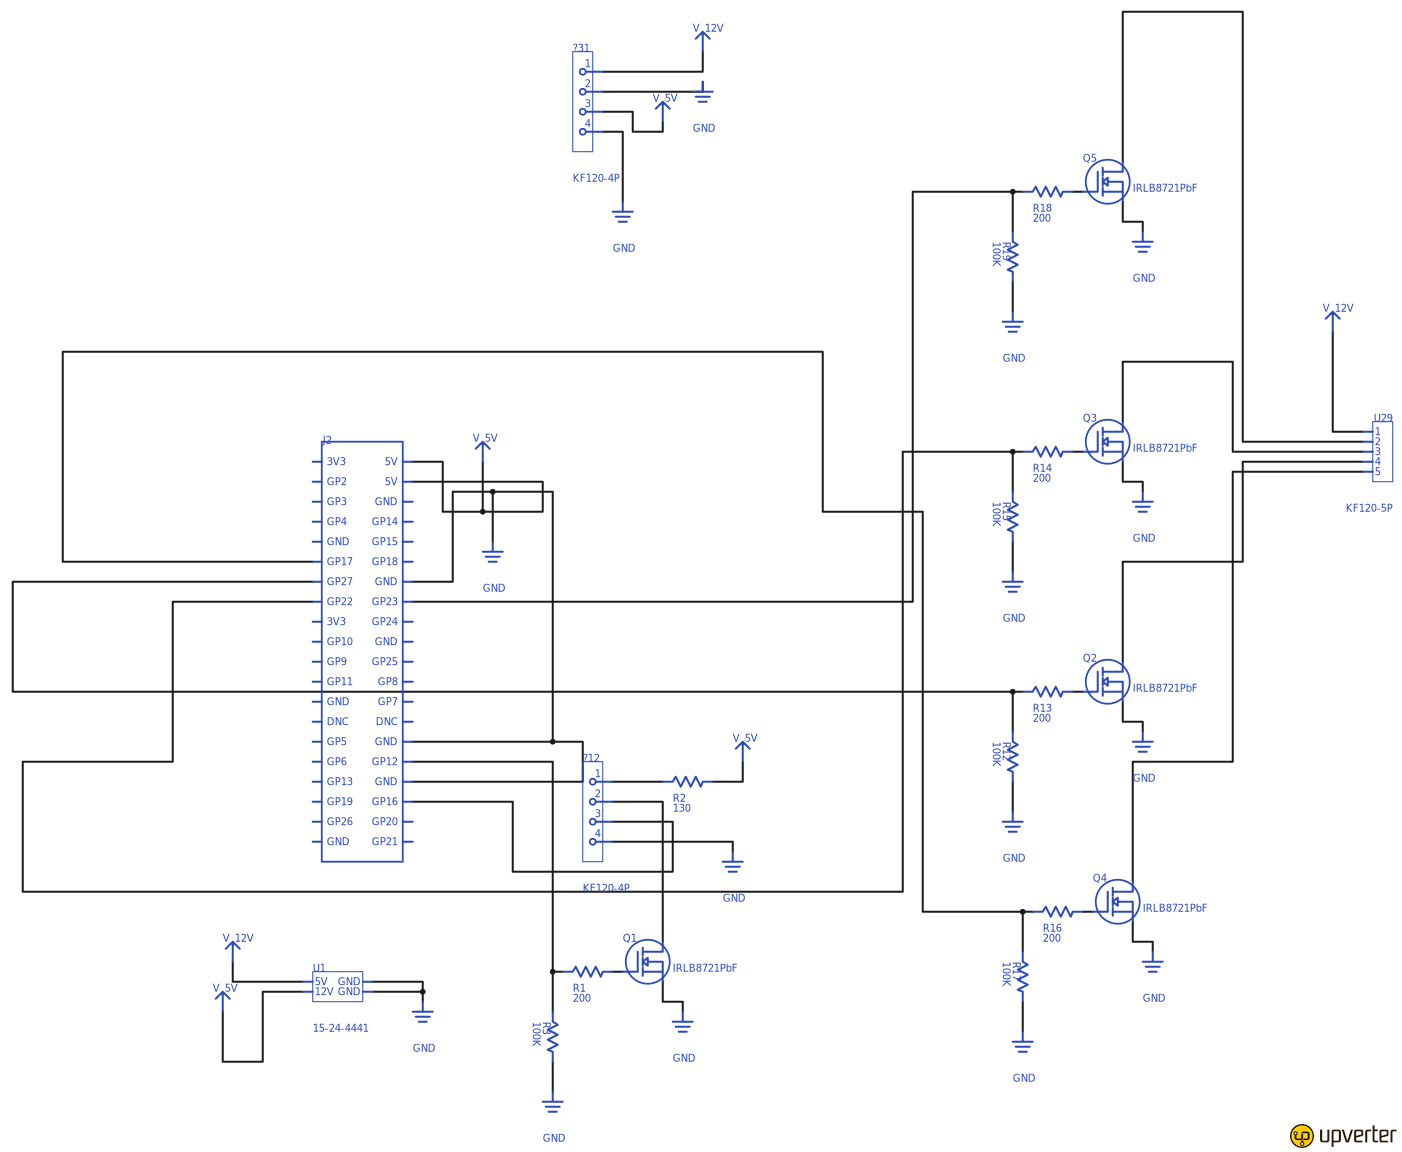 V_12V
?31
1
2
3
4
V_5V
GND
KF120-4P
GND
Q5
IRLB8721PbF
R18
200
R19
100K
GND
GND
V_12V
U29
1
2
3
4
5
KF120-5P
Q3
IRLB8721PbF
R14
200
100K
GND
GND
J2
V_5V
3V3 5V
GP2 5V
GP3 GND
GP4 GP14
GND GP15
GP17 GP18
GP27 GND
GP22 GP23
3V3 GP24
GP10 GND
GP9 GP25
GP11 GP8
GND GP7
DNC DNC
GP5 GND
GP6 GP12
GP13 GND
GP19 GP16
GP26 GP20
GND GP21
GND
Q2
IRLB8721PbF
R13
200
R12
100K
GND
GND
?12
1
2
3
4
V_5V
R2
130
KF120-4P
GND
Q4
IRLB8721PbF
R16
200
100K
GND
GND
V_12V
U1
V_5V
5V GND
12V GND
15-24-4441
GND
Q1
IRLB8721PbF
R1
200
100K
GND
GND
upverter